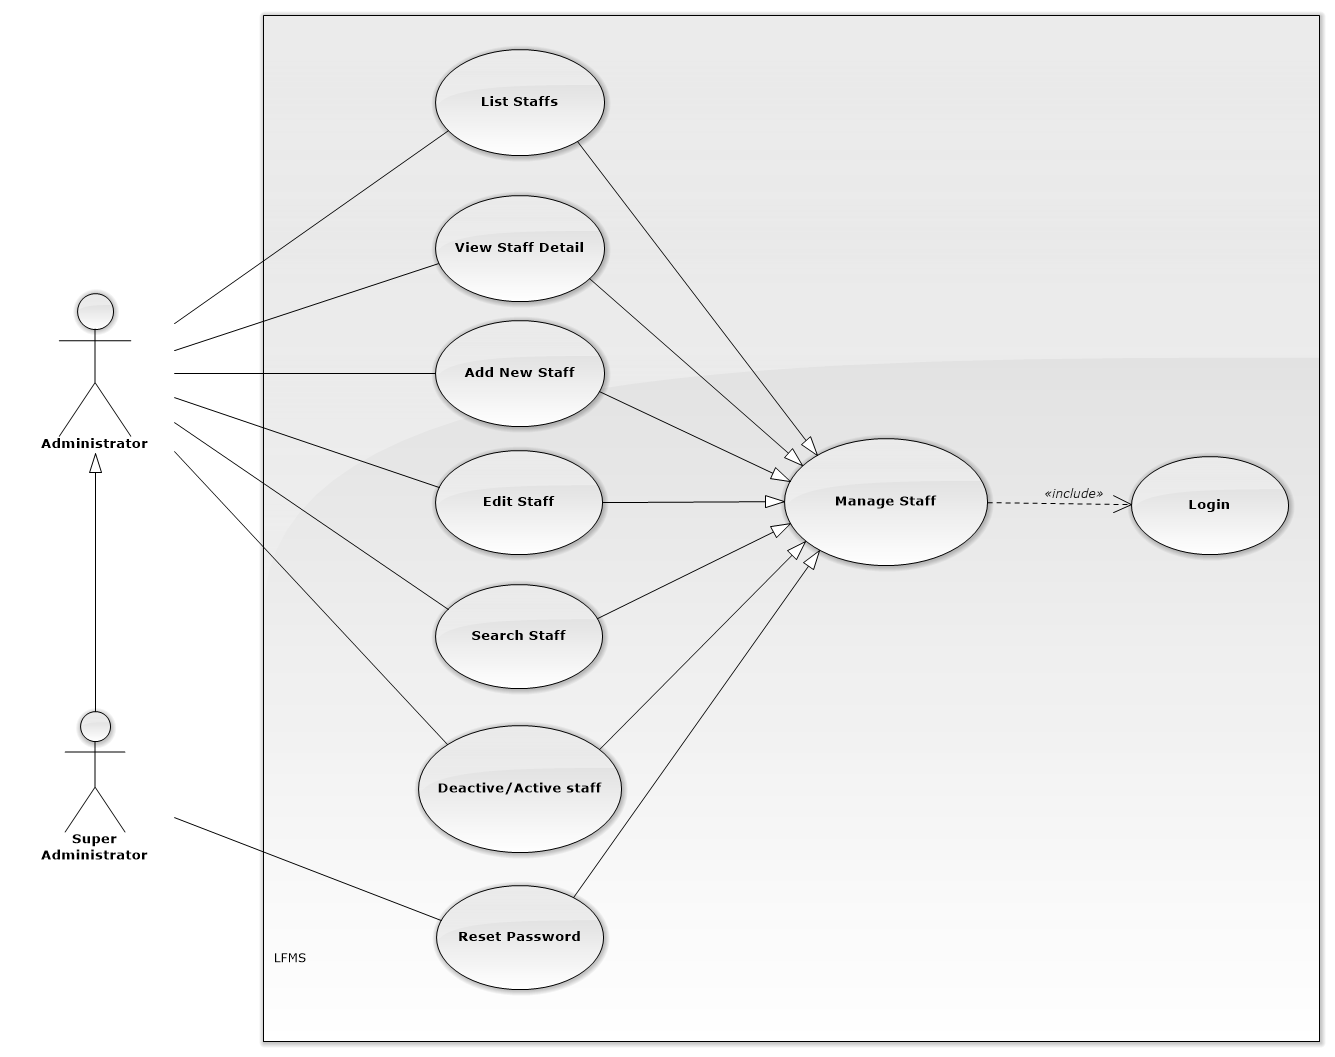 List Staffs
View Staff Detail
Add New Staff
Administrator
Edit Staff
Manage Staff
«include»
Login
Search Staff
Deactive/Active staff
Super
Administrator
Reset Password
LFMS